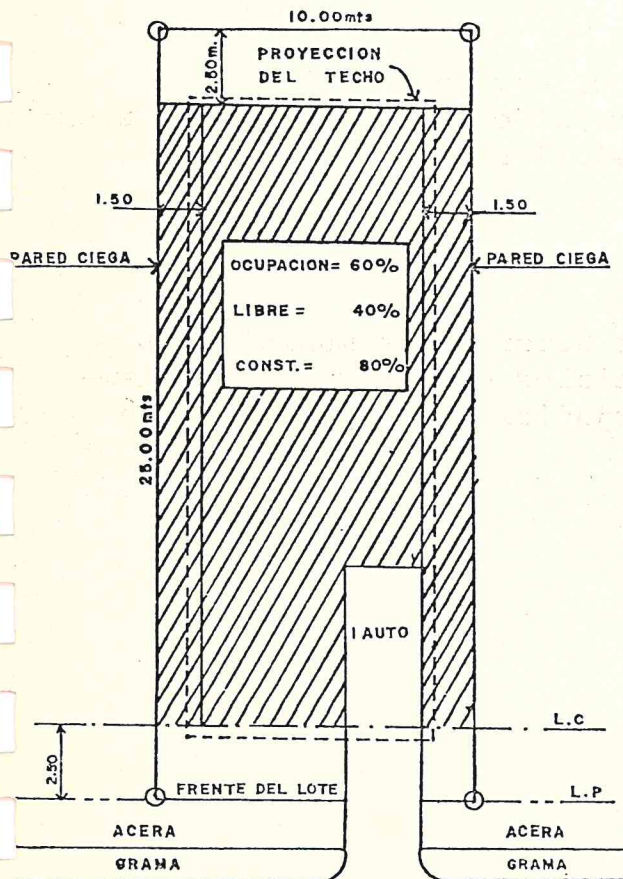 10.00mts
2.50m.
PROYECCION
DEL TECHO
1.50
1.50
PARED CIEGA
PARED CIEGA
OCUPACION= 60%
LIBRE = 40%
CONST.= 80%
25.00mts
1 AUTO
L.C
2.50
FRENTE DEL LOTE
L.P
ACERA
ACERA
GRAMA
GRAMA